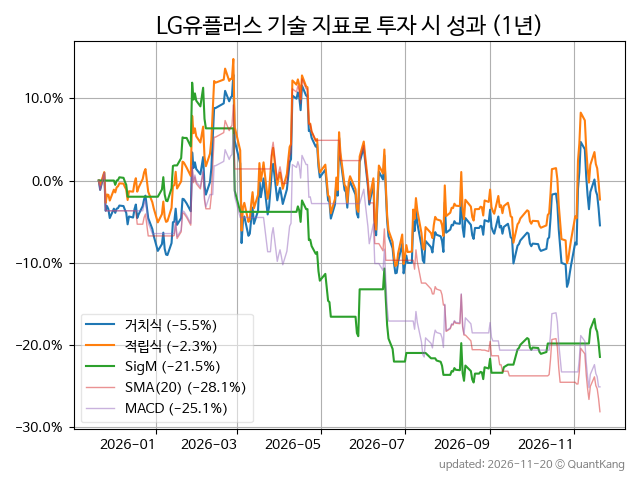 LG유플러스 기술 지표로 투자 시 성과 (1년)
10.0%
0.0%
−10.0%
−20.0%
−30.0%
거치식 (−5.5%)
적립식 (−2.3%)
SigM (−21.5%)
SMA(20) (−28.1%)
MACD (−25.1%)
2026-01 2026-03 2026-05 2026-07 2026-09 2026-11
updated: 2026-11-20 © QuantKang